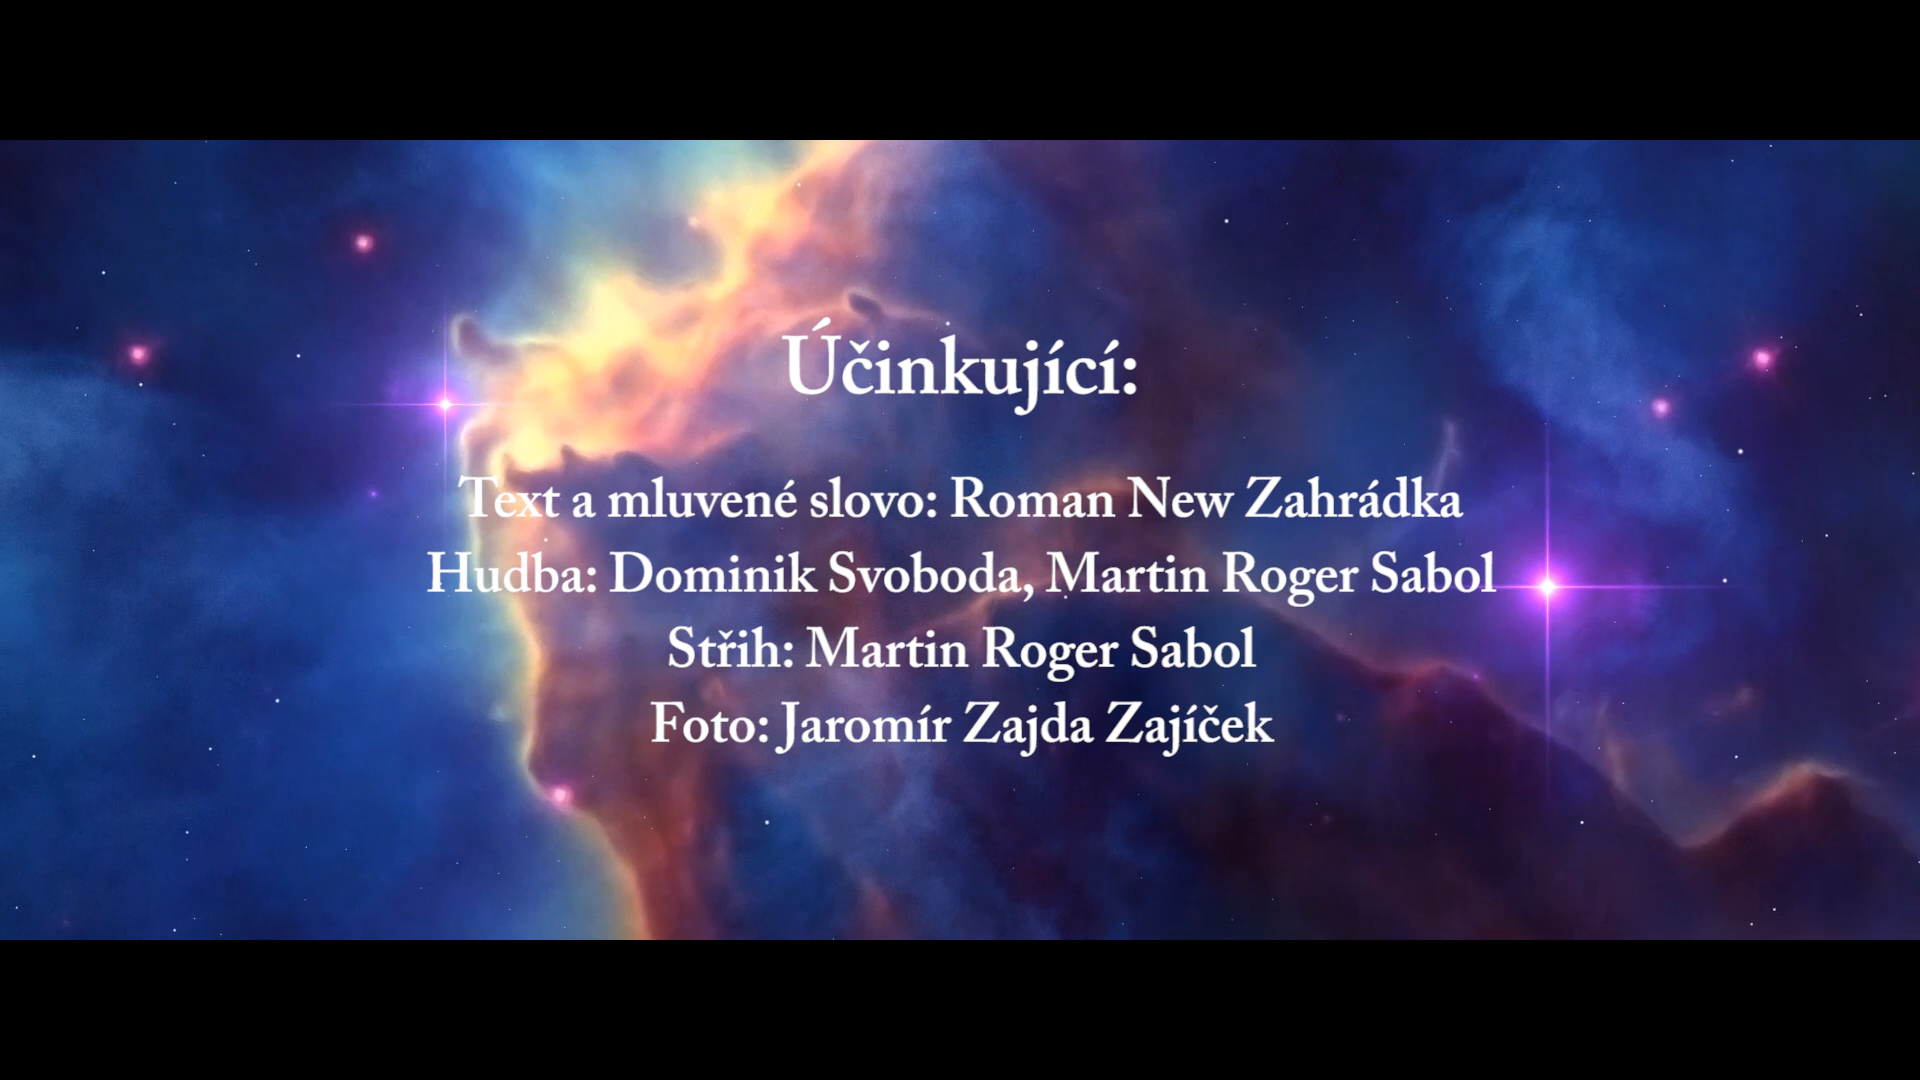 Účinkující:
Text a mluvené slovo: Roman New Zahrádka
Hudba: Dominik Svoboda, Martin Roger Sabol
Střih: Martin Roger Sabol
Foto: Jaromír Zajda Zajíček